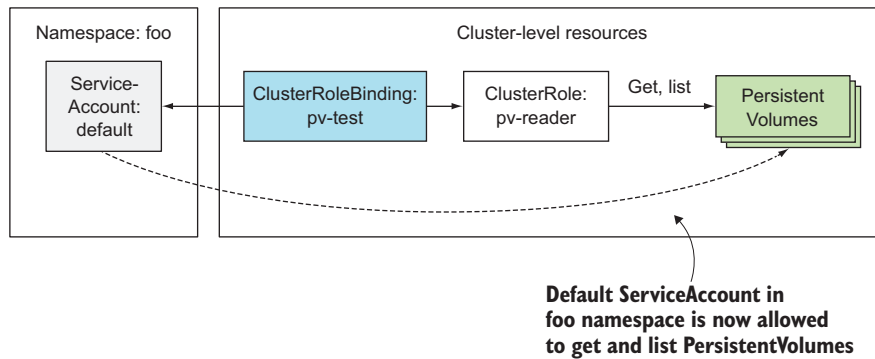 Namespace: foo
Cluster-level resources
Service-
Account:
default
ClusterRoleBinding:
pv-test
ClusterRole:
pv-reader
Get, list
Persistent
Volumes
Default ServiceAccount in
foo namespace is now allowed
to get and list PersistentVolumes